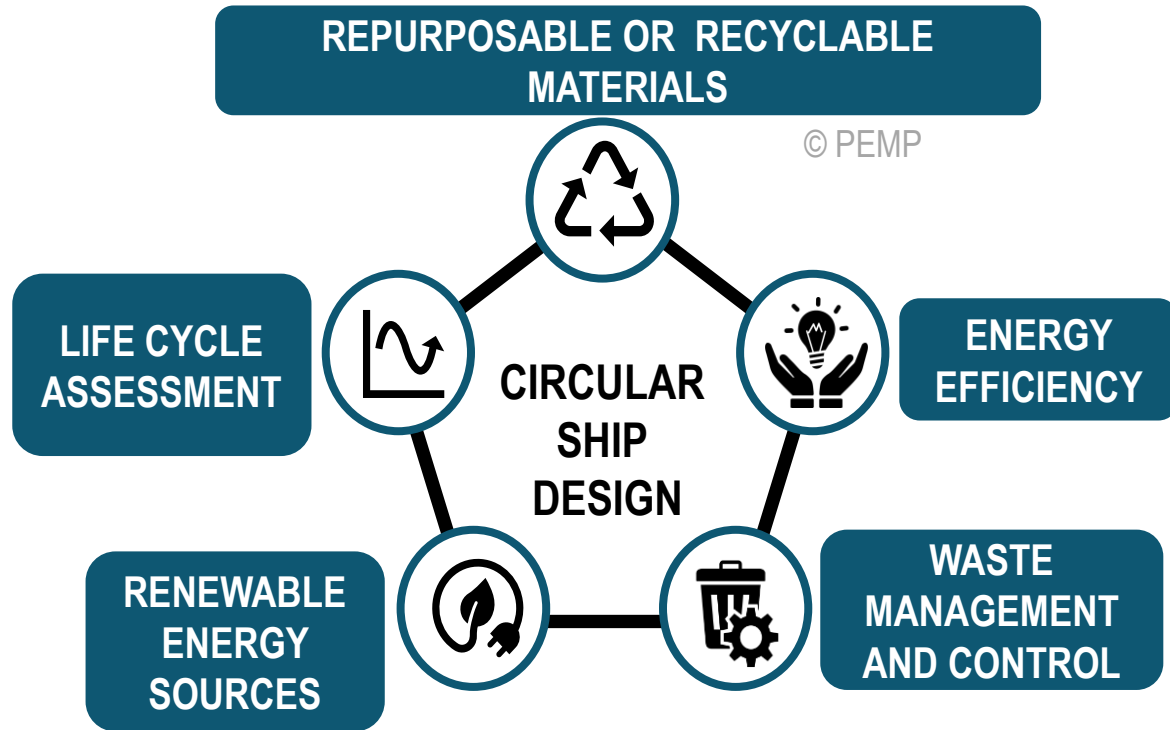 REPURPOSABLE OR RECYCLABLE
MATERIALS
© PEMP
LIFE CYCLE
ASSESSMENT
ENERGY
EFFICIENCY
CIRCULAR
SHIP
DESIGN
RENEWABLE
ENERGY
SOURCES
WASTE
MANAGEMENT
AND CONTROL